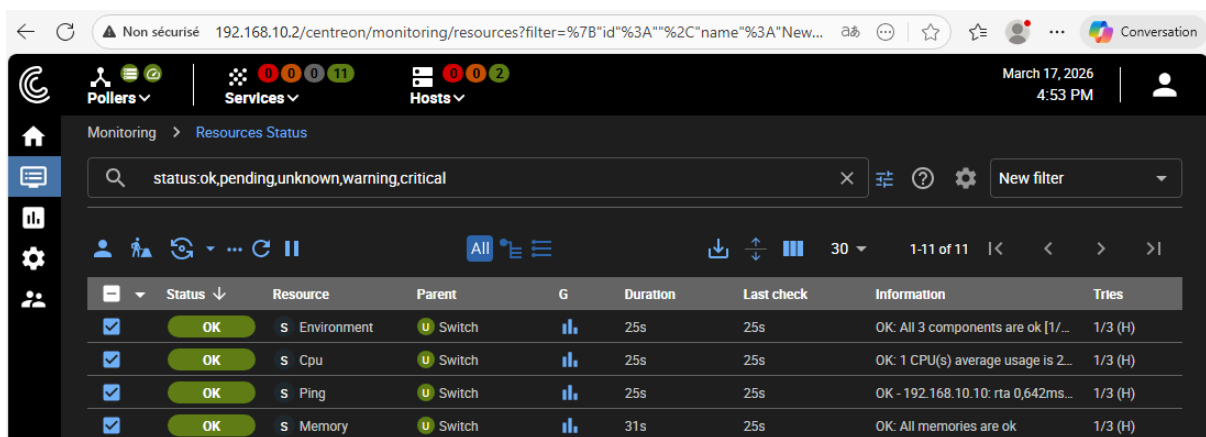 Non sécurisé 192.168.10.2/centreon/monitoring/resources?filter=%7B"id"%3A""%2C"name"%3A"New... aあ Conversation
0 0 0 11 0 0 2 March 17, 2026
Pollers Services Hosts 4:53 PM
Monitoring > Resources Status
status:ok,pending,unknown,warning,critical New filter
All 30 1-11 of 11
Status Resource Parent G Duration Last check Information Tries
OK S Environment U Switch 25s 25s OK: All 3 components are ok [1/... 1/3 (H)
OK S Cpu U Switch 25s 25s OK: 1 CPU(s) average usage is 2... 1/3 (H)
OK S Ping U Switch 25s 25s OK - 192.168.10.10: rta 0,642ms... 1/3 (H)
OK S Memory U Switch 31s 25s OK: All memories are ok 1/3 (H)